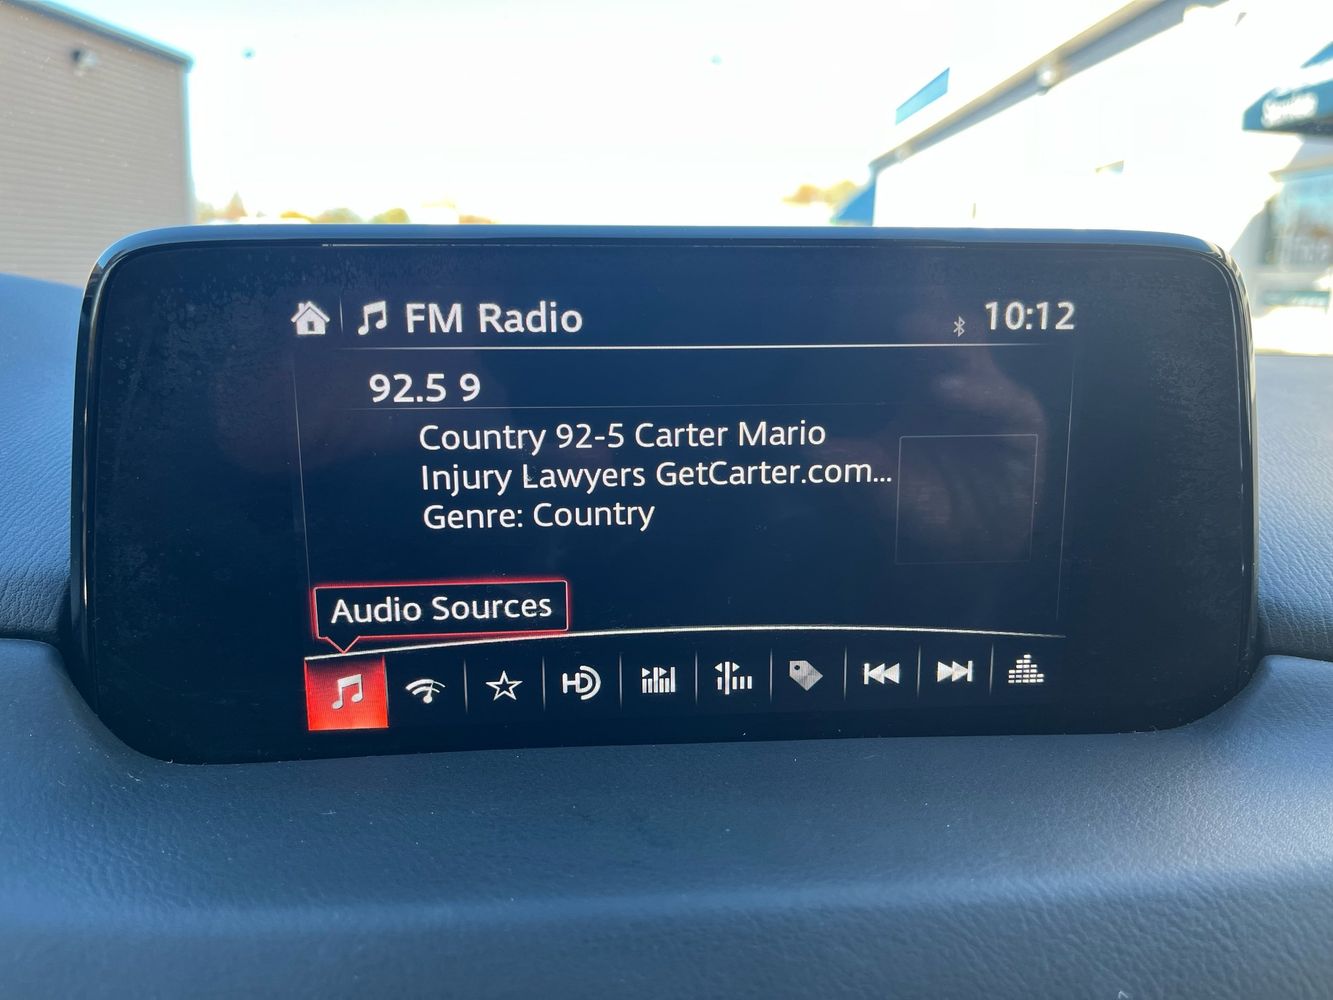 FM Radio
10:12
92.5 9
Country 92-5 Carter Mario
Injury Lawyers GetCarter.com...
Genre: Country
Audio Sources
HD